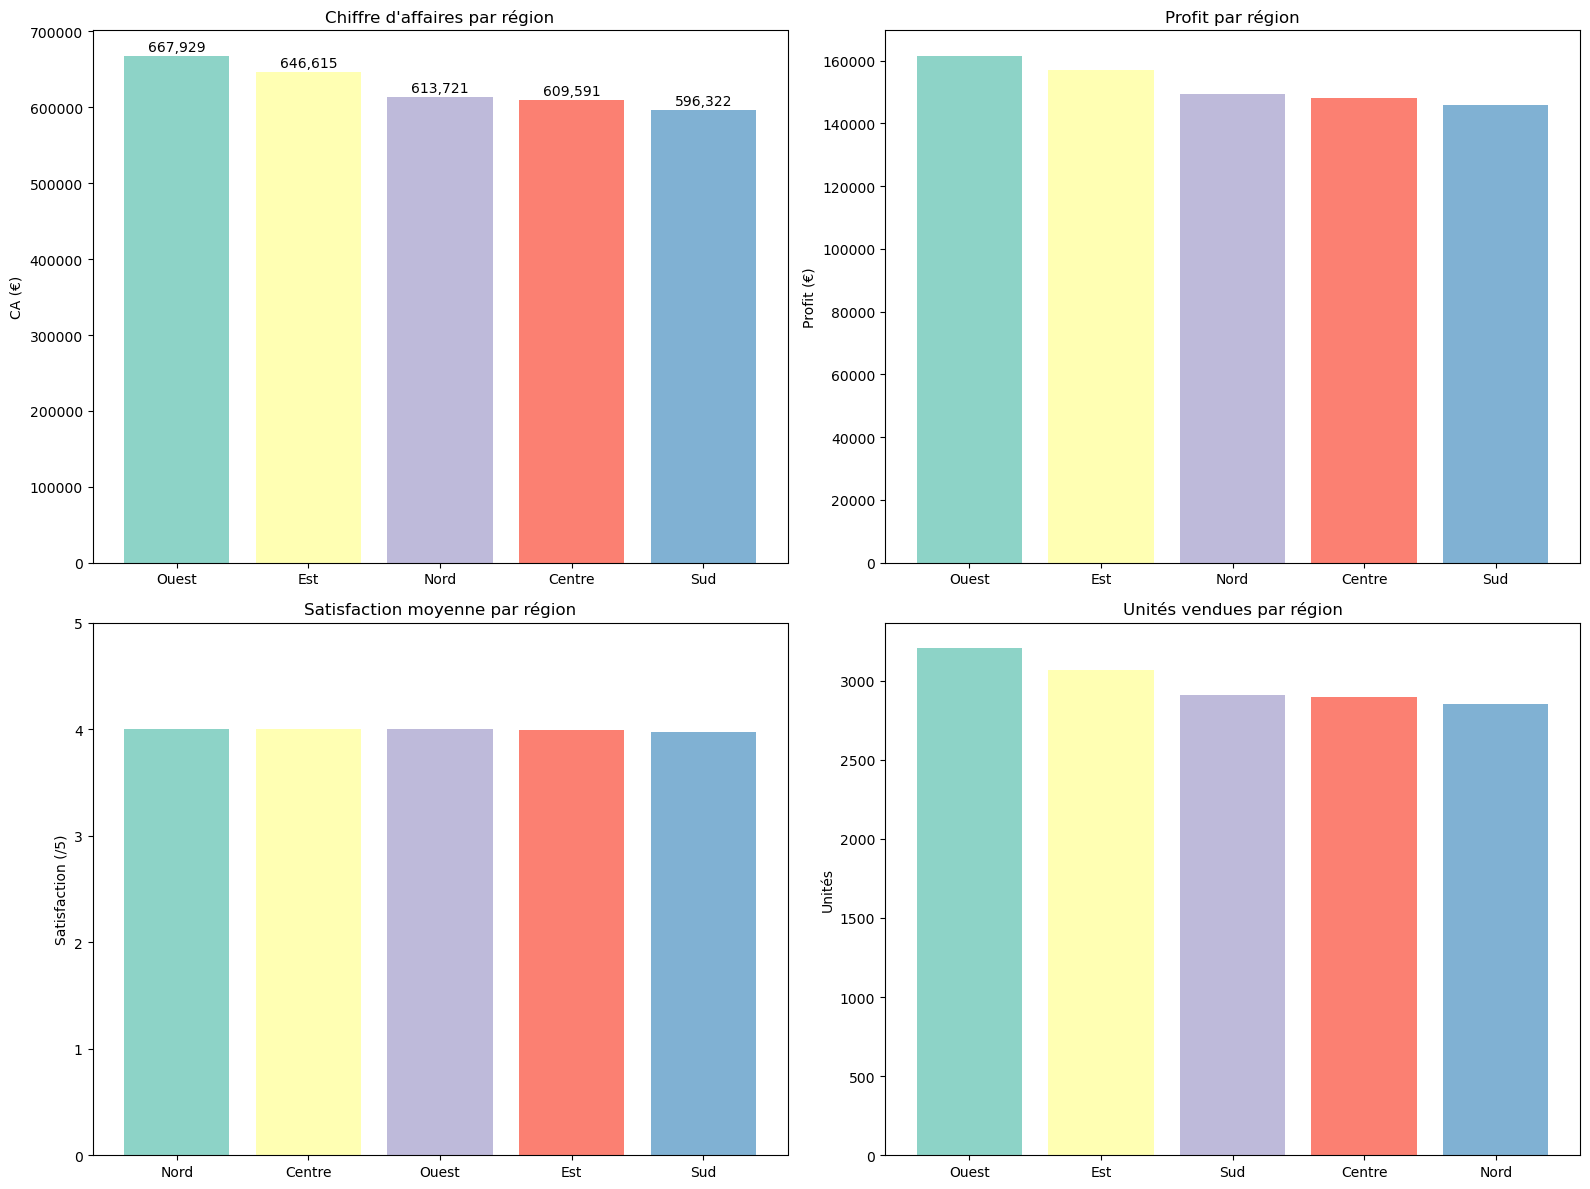 Chiffre d'affaires par région
CA (€)
700000
600000
500000
400000
300000
200000
100000
0
667,929
646,615
613,721
609,591
596,322
Ouest Est Nord Centre Sud
Profit par région
Profit (€)
160000
140000
120000
100000
80000
60000
40000
20000
0
Ouest Est Nord Centre Sud
Satisfaction moyenne par région
Satisfaction (/5)
5
4
3
2
1
0
Nord Centre Ouest Est Sud
Unités vendues par région
Unités
3000
2500
2000
1500
1000
500
0
Ouest Est Sud Centre Nord